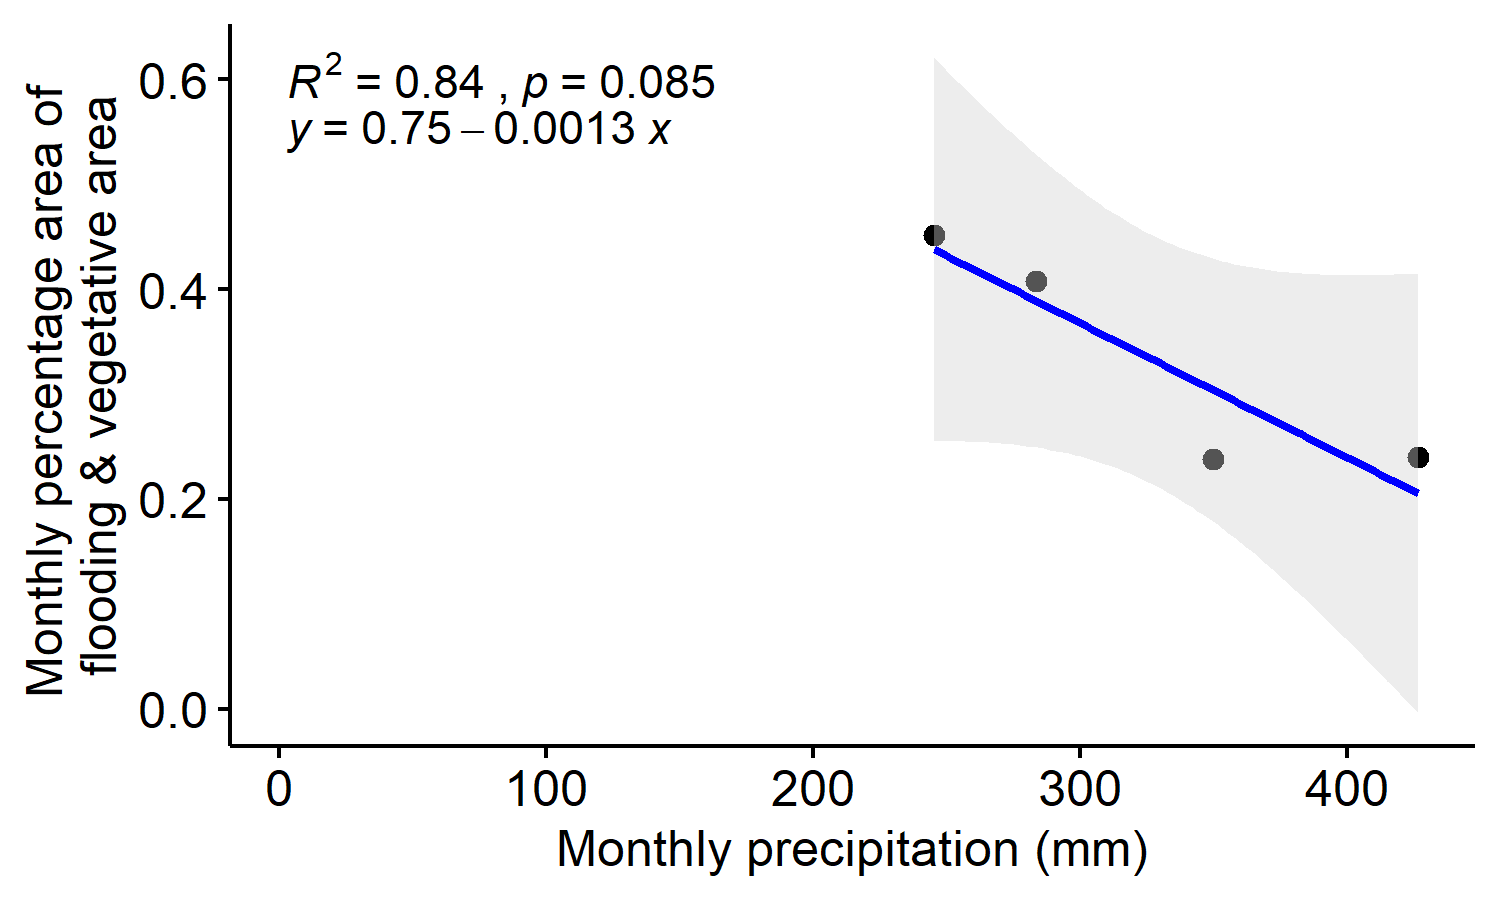 R² = 0.84 , p = 0.085
y = 0.75 − 0.0013 x
Monthly percentage area of
flooding & vegetative area
0.6
0.4
0.2
0.0
0 100 200 300 400
Monthly precipitation (mm)